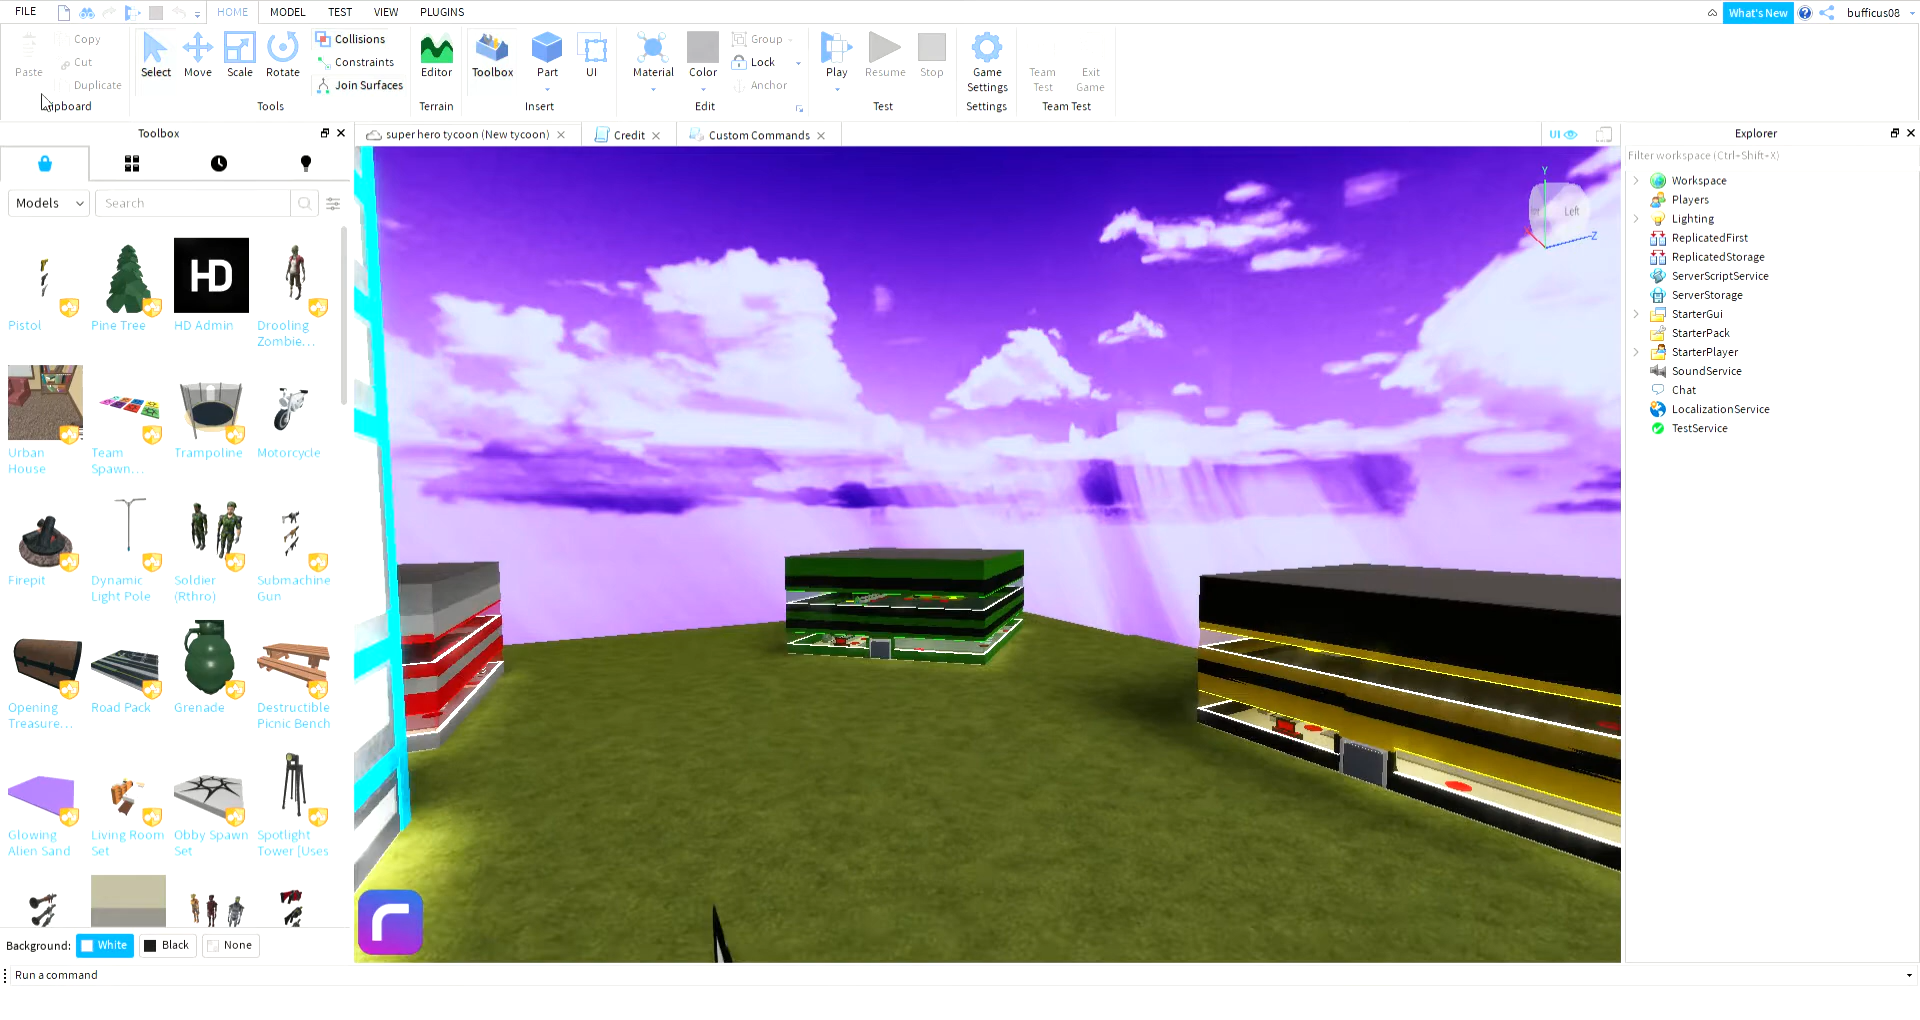 FILE
HOME
MODEL
TEST
VIEW
PLUGINS
What's New
bufficus08
Paste
Copy
Cut
Duplicate
Select
Move
Scale
Rotate
Collisions
Constraints
Join Surfaces
Editor
Toolbox
Part
UI
Material
Color
Group
Lock
Anchor
Play
Resume
Stop
Game
Settings
Team
Test
Exit
Game
Tools
Terrain
Insert
Edit
Test
Settings
Team Test
Toolbox
super hero tycoon (New tycoon)
Credit
Custom Commands
UI
Explorer
Models
Search
Filter workspace (Ctrl+Shift+X)
Pistol
Pine Tree
HD
HD Admin
Drooling
Zombie...
Urban
House
Team
Spawn...
Trampoline
Motorcycle
Firepit
Dynamic
Light Pole
Soldier
(Rthro)
Submachine
Gun
Opening
Treasure...
Road Pack
Grenade
Destructible
Picnic Bench
Glowing
Alien Sand
Living Room
Set
Obby Spawn
Set
Spotlight
Tower [Uses
Background:
White
Black
None
Run a command
Y
Left
Z
Workspace
Players
Lighting
ReplicatedFirst
ReplicatedStorage
ServerScriptService
ServerStorage
StarterGui
StarterPack
StarterPlayer
SoundService
Chat
LocalizationService
TestService